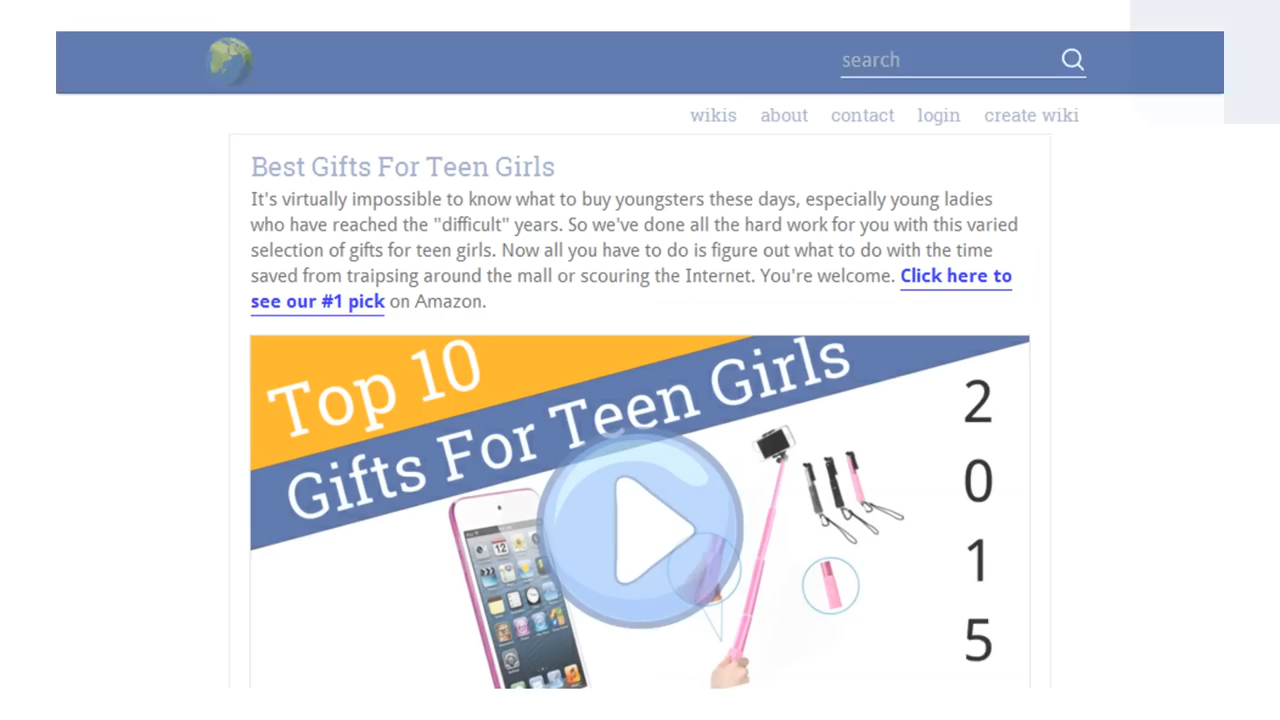 search
wikis about contact login create wiki
Best Gifts For Teen Girls
It's virtually impossible to know what to buy youngsters these days, especially young ladies
who have reached the "difficult" years. So we've done all the hard work for you with this varied
selection of gifts for teen girls. Now all you have to do is figure out what to do with the time
saved from traipsing around the mall or scouring the Internet. You're welcome. Click here to
see our #1 pick on Amazon.
Top 10
Gifts For Teen Girls
2
0
1
5
12